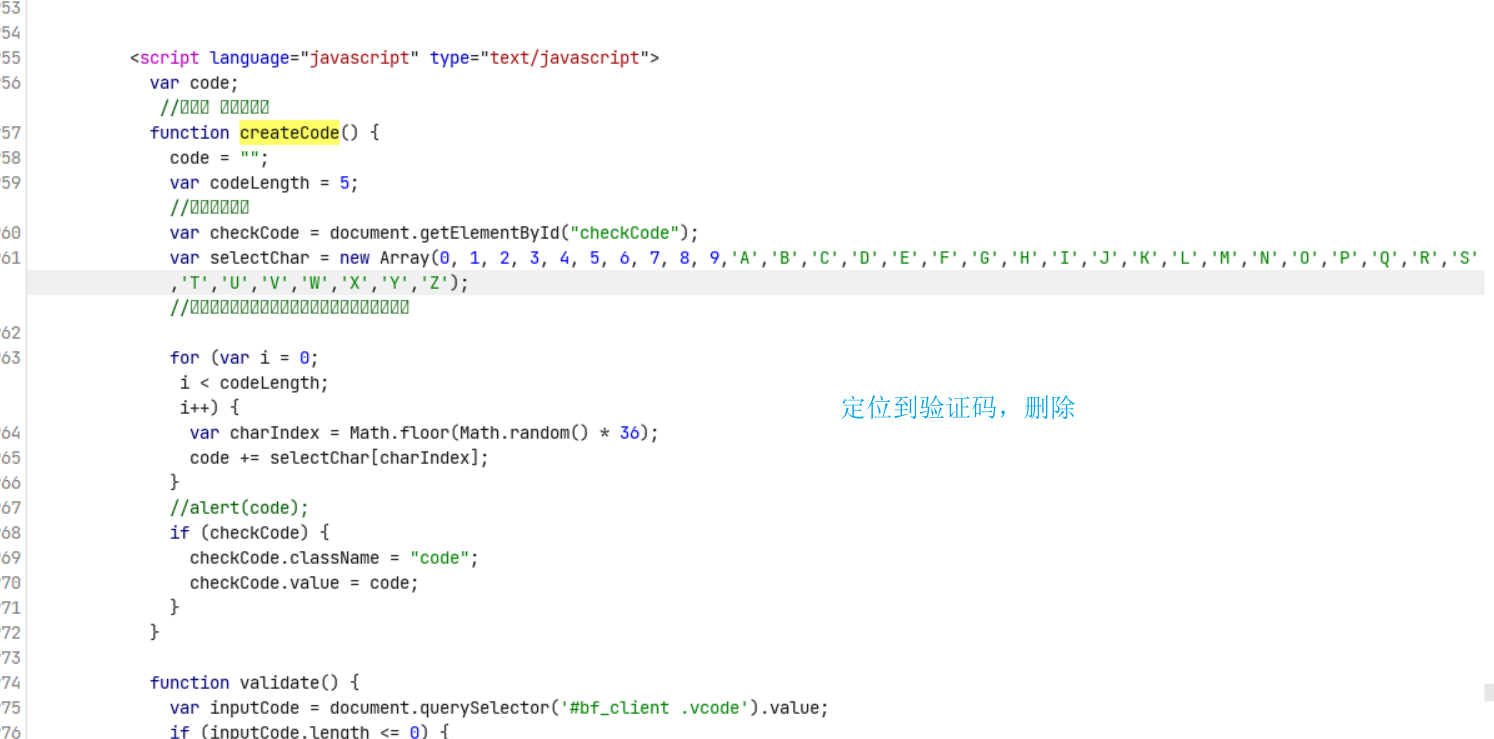 53
54
55 <script language="javascript" type="text/javascript">
56 var code;
//
57 function createCode() {
58 code = "";
59 var codeLength = 5;
//
60 var checkCode = document.getElementById("checkCode");
61 var selectChar = new Array(0, 1, 2, 3, 4, 5, 6, 7, 8, 9,'A','B','C','D','E','F','G','H','I','J','K','L','M','N','O','P','Q','R','S'
,'T','U','V','W','X','Y','Z');
//
62
63 for (var i = 0;
i < codeLength;
i++) {
定位到验证码，删除
64 var charIndex = Math.floor(Math.random() * 36);
65 code += selectChar[charIndex];
66 }
67 //alert(code);
68 if (checkCode) {
69 checkCode.className = "code";
70 checkCode.value = code;
71 }
72 }
73
74 function validate() {
75 var inputCode = document.querySelector('#bf_client .vcode').value;
76 if (inputCode.length <= 0) {